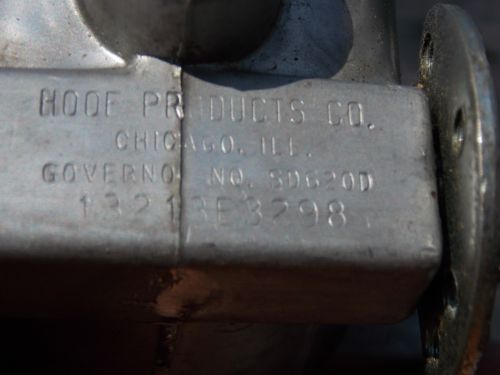 HOOF PRODUCTS CO.
CHICAGO, ILL.
GOVERNOR NO. SD620D
13213E3298